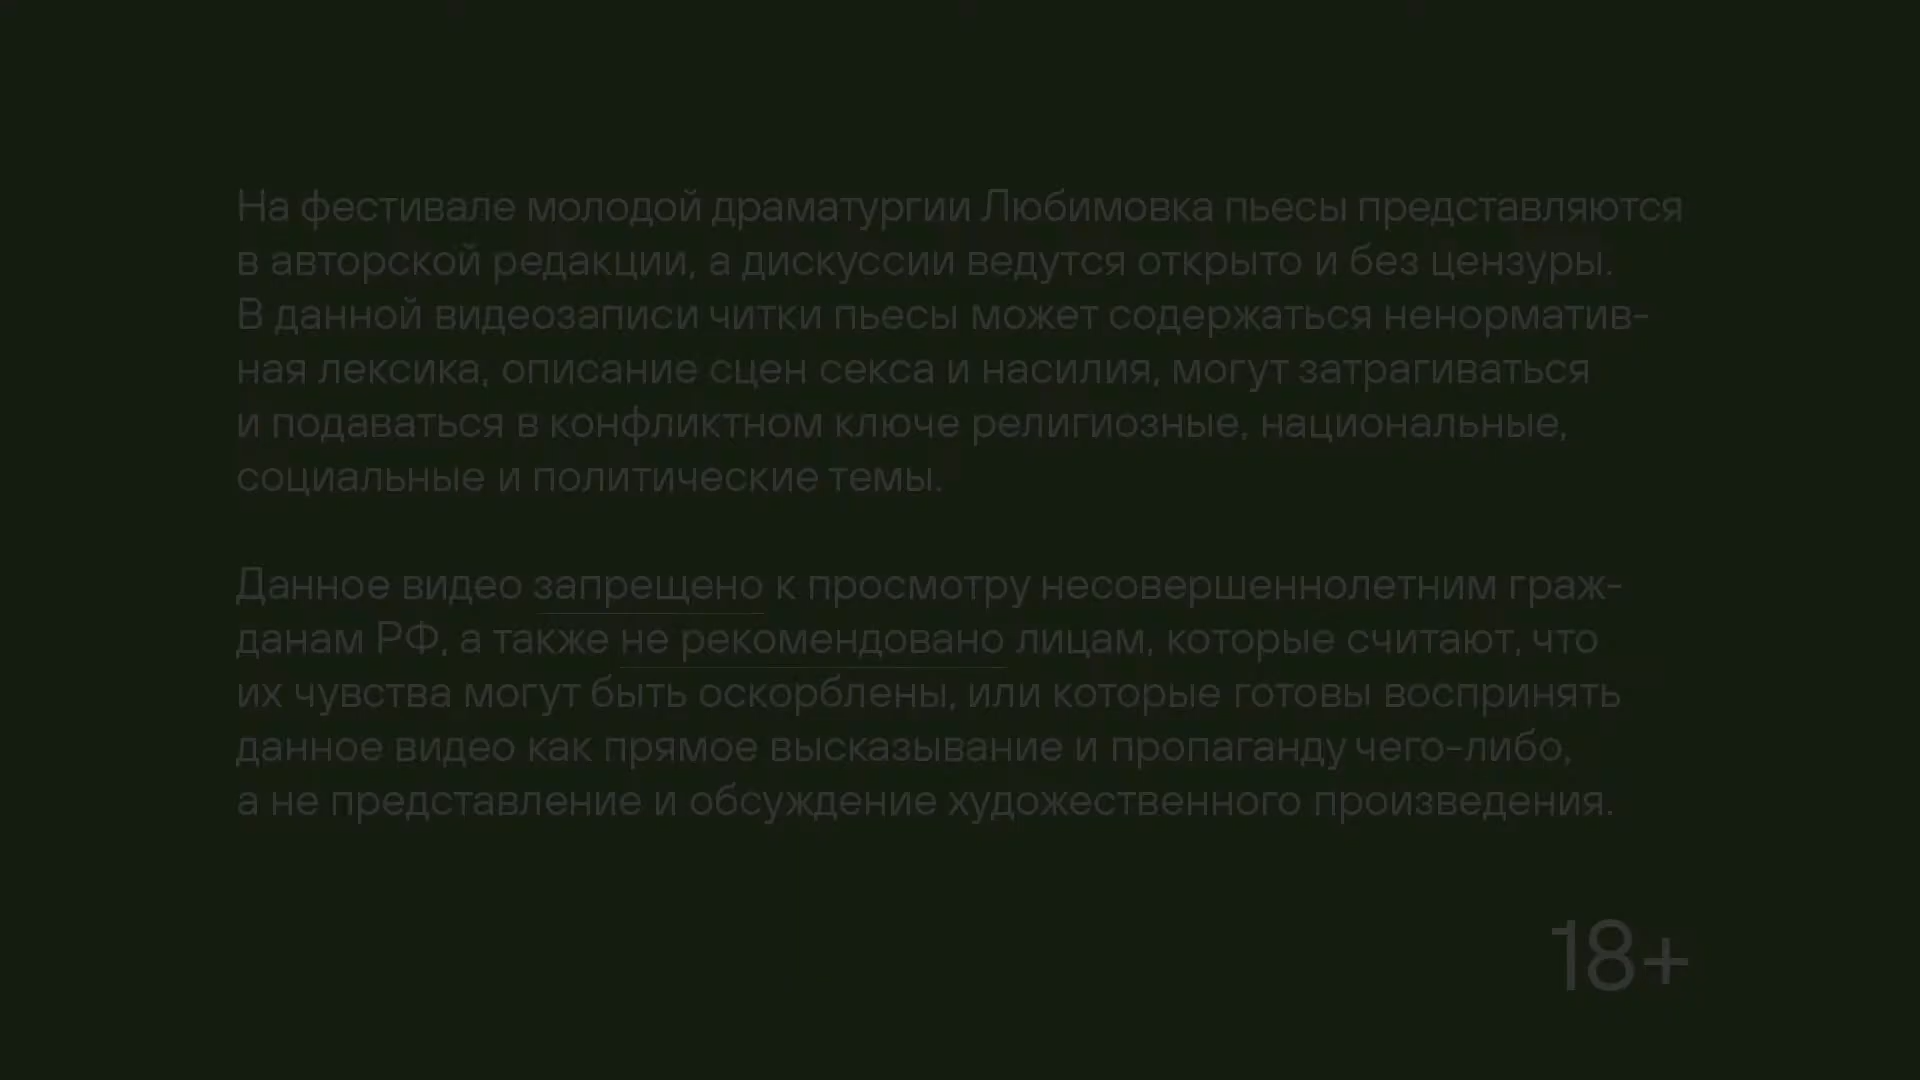 На фестивале молодой драматургии Любимовка пьесы представляются
в авторской редакции, а дискуссии ведутся открыто и без цензуры.
В данной видеозаписи читки пьесы может содержаться ненорматив-
ная лексика, описание сцен секса и насилия, могут затрагиваться
и подаваться в конфликтном ключе религиозные, национальные,
социальные и политические темы.
Данное видео запрещено к просмотру несовершеннолетним граж-
данам РФ, а также не рекомендовано лицам, которые считают, что
их чувства могут быть оскорблены, или которые готовы воспринять
данное видео как прямое высказывание и пропаганду чего-либо,
а не представление и обсуждение художественного произведения.
18+